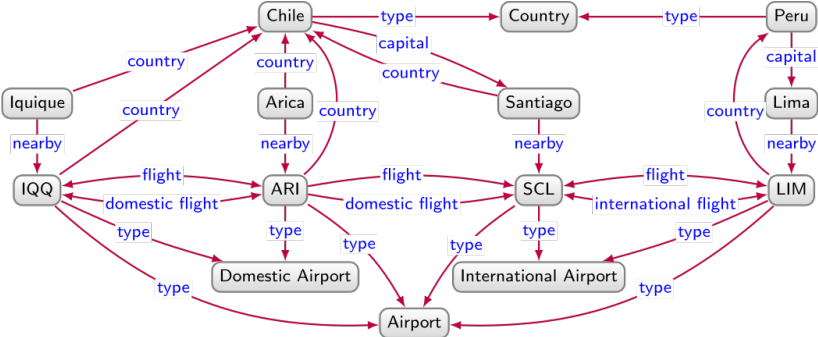 Chile
type
Country
type
Peru
capital
country
country
country
capital
Iquique
Arica
Santiago
Lima
country
country
country
nearby
nearby
nearby
nearby
flight
flight
flight
IQQ
ARI
SCL
LIM
domestic flight
domestic flight
international flight
type
type
type
type
type
type
Domestic Airport
International Airport
type
type
Airport